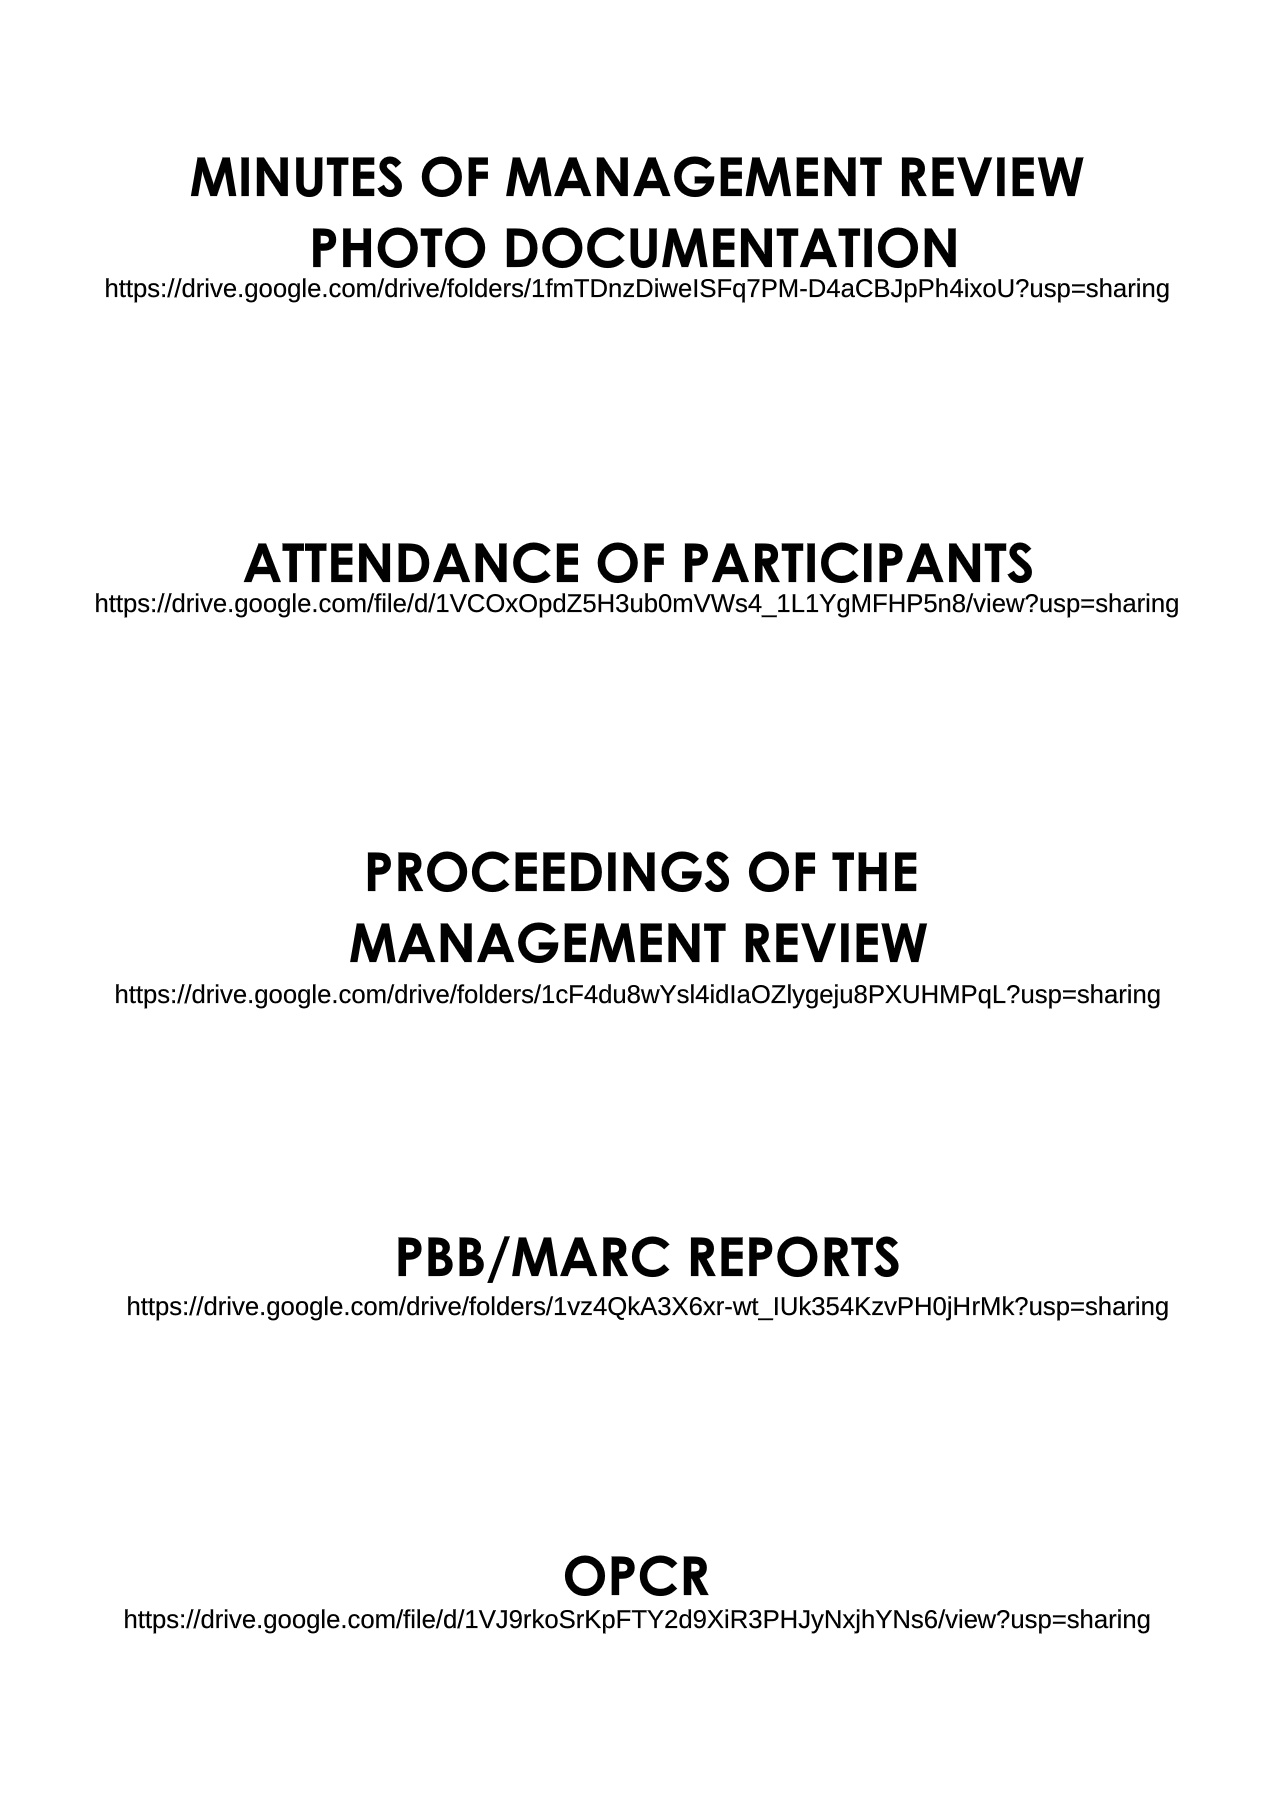 MINUTES OF MANAGEMENT REVIEW
PHOTO DOCUMENTATION
https://drive.google.com/drive/folders/1fmTDnzDiweISFq7PM-D4aCBJpPh4ixoU?usp=sharing
ATTENDANCE OF PARTICIPANTS
https://drive.google.com/file/d/1VCOxOpdZ5H3ub0mVWs4_1L1YgMFHP5n8/view?usp=sharing
PROCEEDINGS OF THE
MANAGEMENT REVIEW
https://drive.google.com/drive/folders/1cF4du8wYsl4idIaOZlygeju8PXUHMPqL?usp=sharing
PBB/MARC REPORTS
https://drive.google.com/drive/folders/1vz4QkA3X6xr-wt_IUk354KzvPH0jHrMk?usp=sharing
OPCR
https://drive.google.com/file/d/1VJ9rkoSrKpFTY2d9XiR3PHJyNxjhYNs6/view?usp=sharing